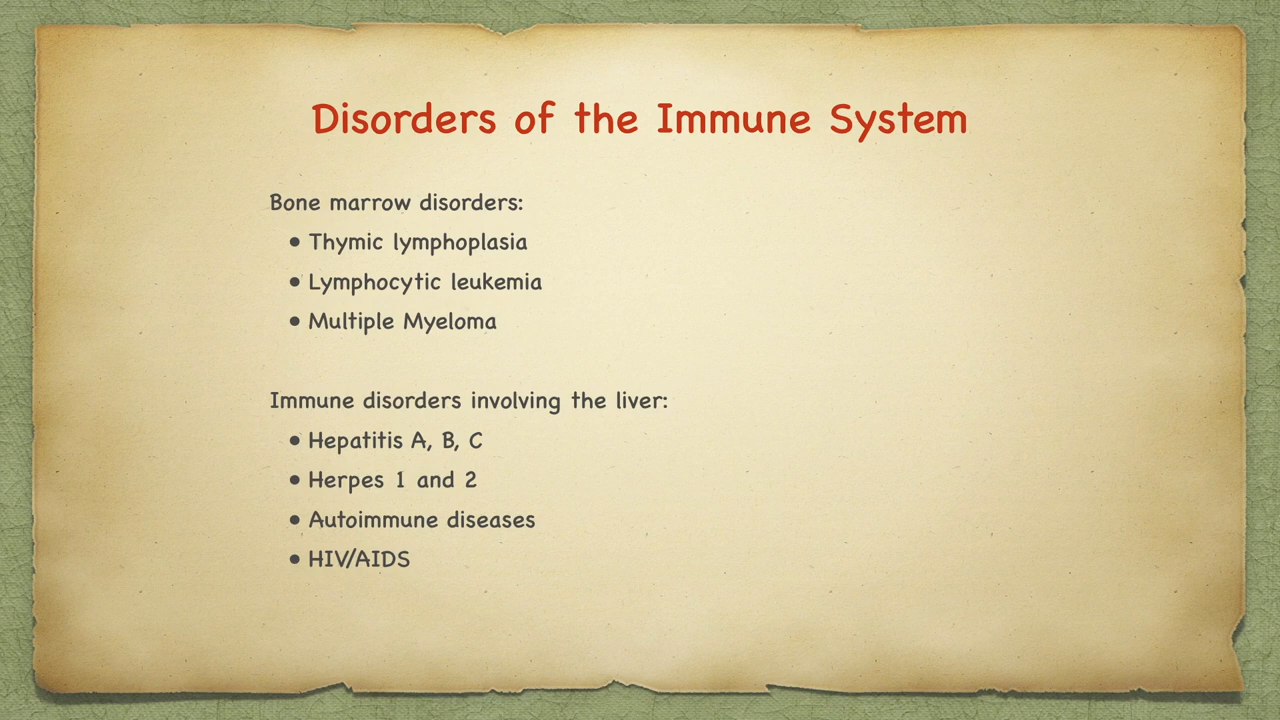 Disorders of the Immune System
Bone marrow disorders:
• Thymic lymphoplasia
• Lymphocytic leukemia
• Multiple Myeloma
Immune disorders involving the liver:
• Hepatitis A, B, C
• Herpes 1 and 2
• Autoimmune diseases
• HIV/AIDS